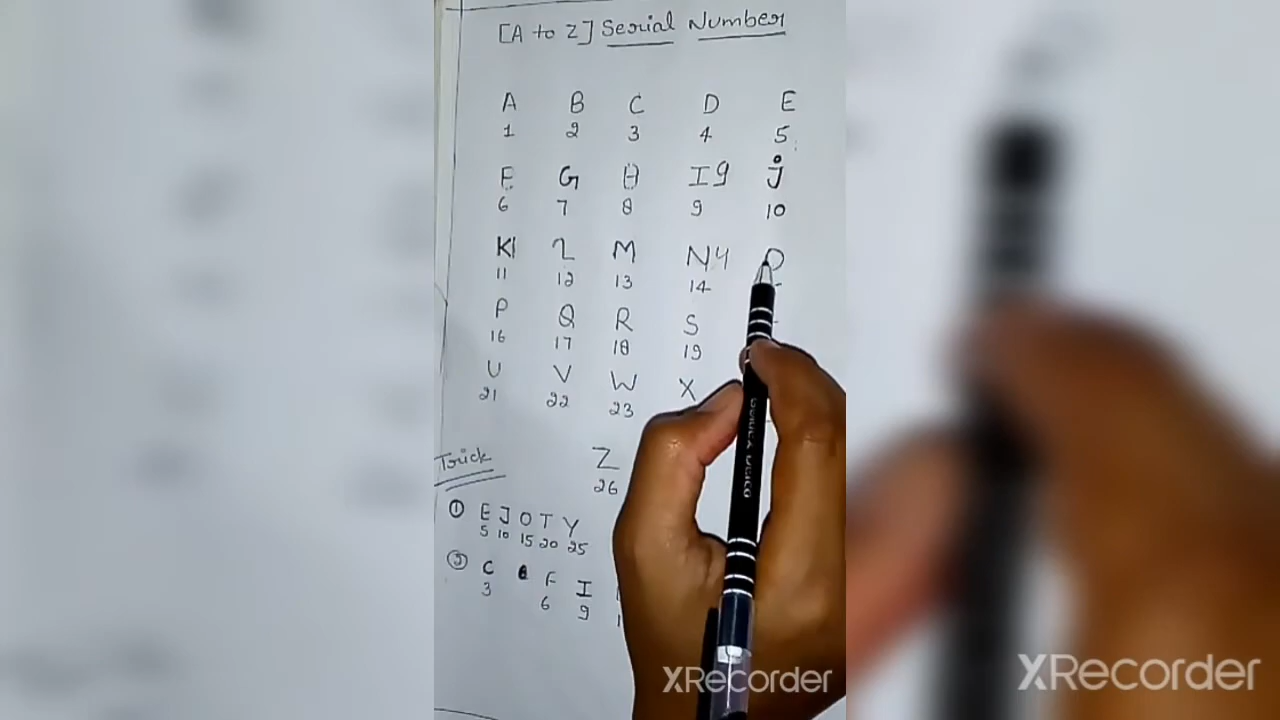 [A to Z] Serial Number
A B C D E
1 2 3 4 5
F G H I 9 J
6 7 8 9 10
K L M N 4 O
11 12 13 14
P Q R S
16 17 18 19
U V W X
21 22 23
Z
26
Trick
① E J O T Y
5 10 15 20 25
② C F I
3 6 9
XRecorder
XRecorder